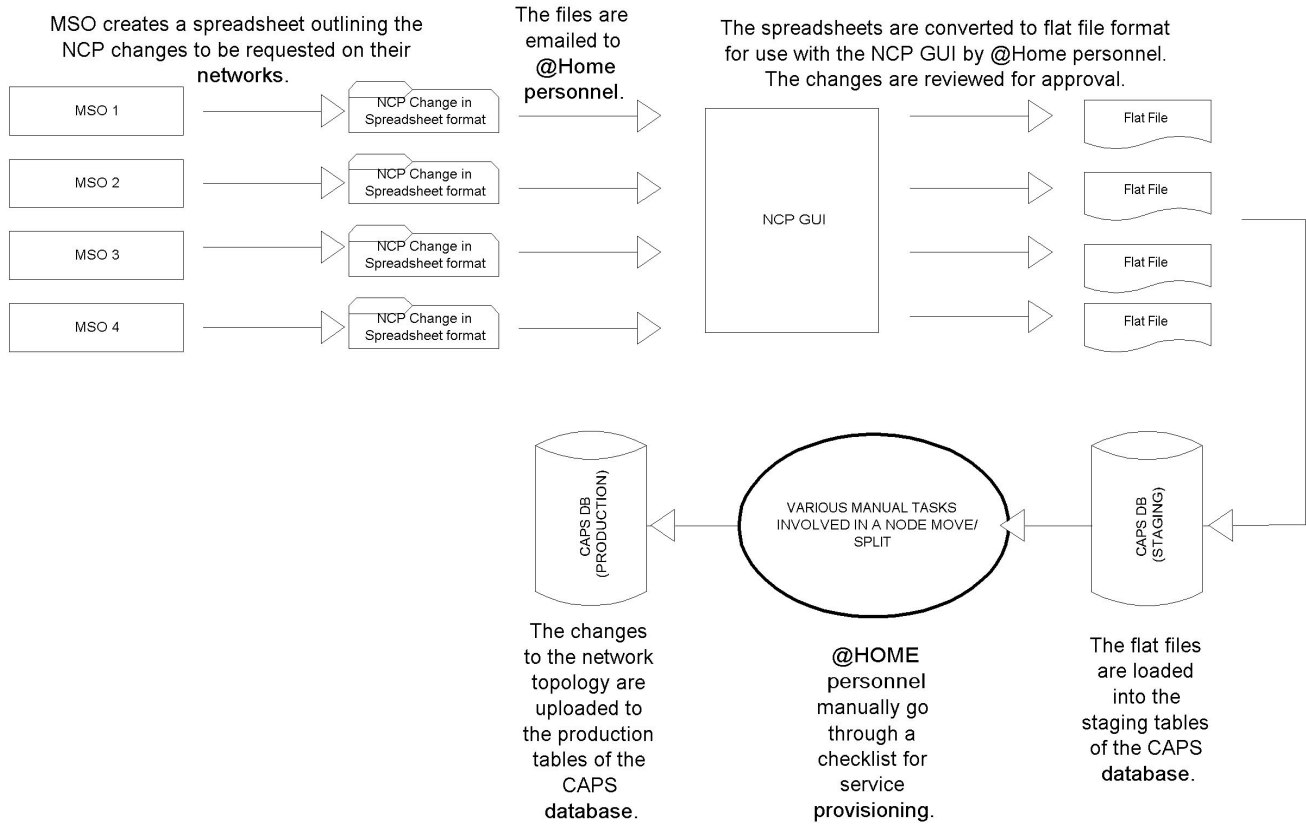 MSO creates a spreadsheet outlining the
NCP changes to be requested on their
networks.
The files are
emailed to
@Home
personnel.
The spreadsheets are converted to flat file format
for use with the NCP GUI by @Home personnel.
The changes are reviewed for approval.
MSO 1
NCP Change in
Spreadsheet format
MSO 2
NCP Change in
Spreadsheet format
MSO 3
NCP Change in
Spreadsheet format
MSO 4
NCP Change in
Spreadsheet format
NCP GUI
Flat File
Flat File
Flat File
Flat File
CAPS DB
(PRODUCTION)
VARIOUS MANUAL TASKS
INVOLVED IN A NODE MOVE/
SPLIT
CAPS DB
(STAGING)
The changes
to the network
topology are
uploaded to
the production
tables of the
CAPS
database.
@HOME
personnel
manually go
through a
checklist for
service
provisioning.
The flat files
are loaded
into the
staging tables
of the CAPS
database.